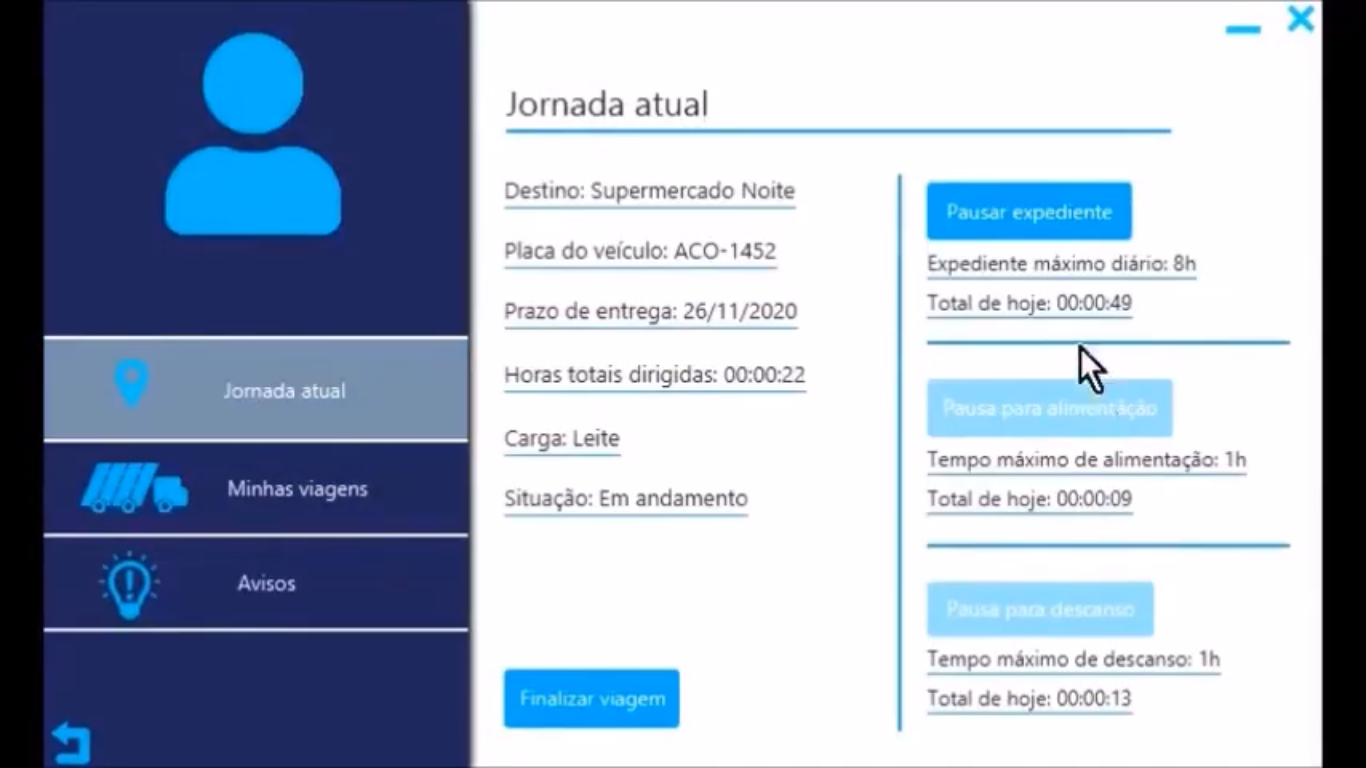 Jornada atual
Minhas viagens
Avisos
Jornada atual
Destino: Supermercado Noite
Placa do veículo: ACO-1452
Prazo de entrega: 26/11/2020
Horas totais dirigidas: 00:00:22
Carga: Leite
Situação: Em andamento
Finalizar viagem
Pausar expediente
Expediente máximo diário: 8h
Total de hoje: 00:00:49
Pausa para alimentação
Tempo máximo de alimentação: 1h
Total de hoje: 00:00:09
Pausa para descanso
Tempo máximo de descanso: 1h
Total de hoje: 00:00:13